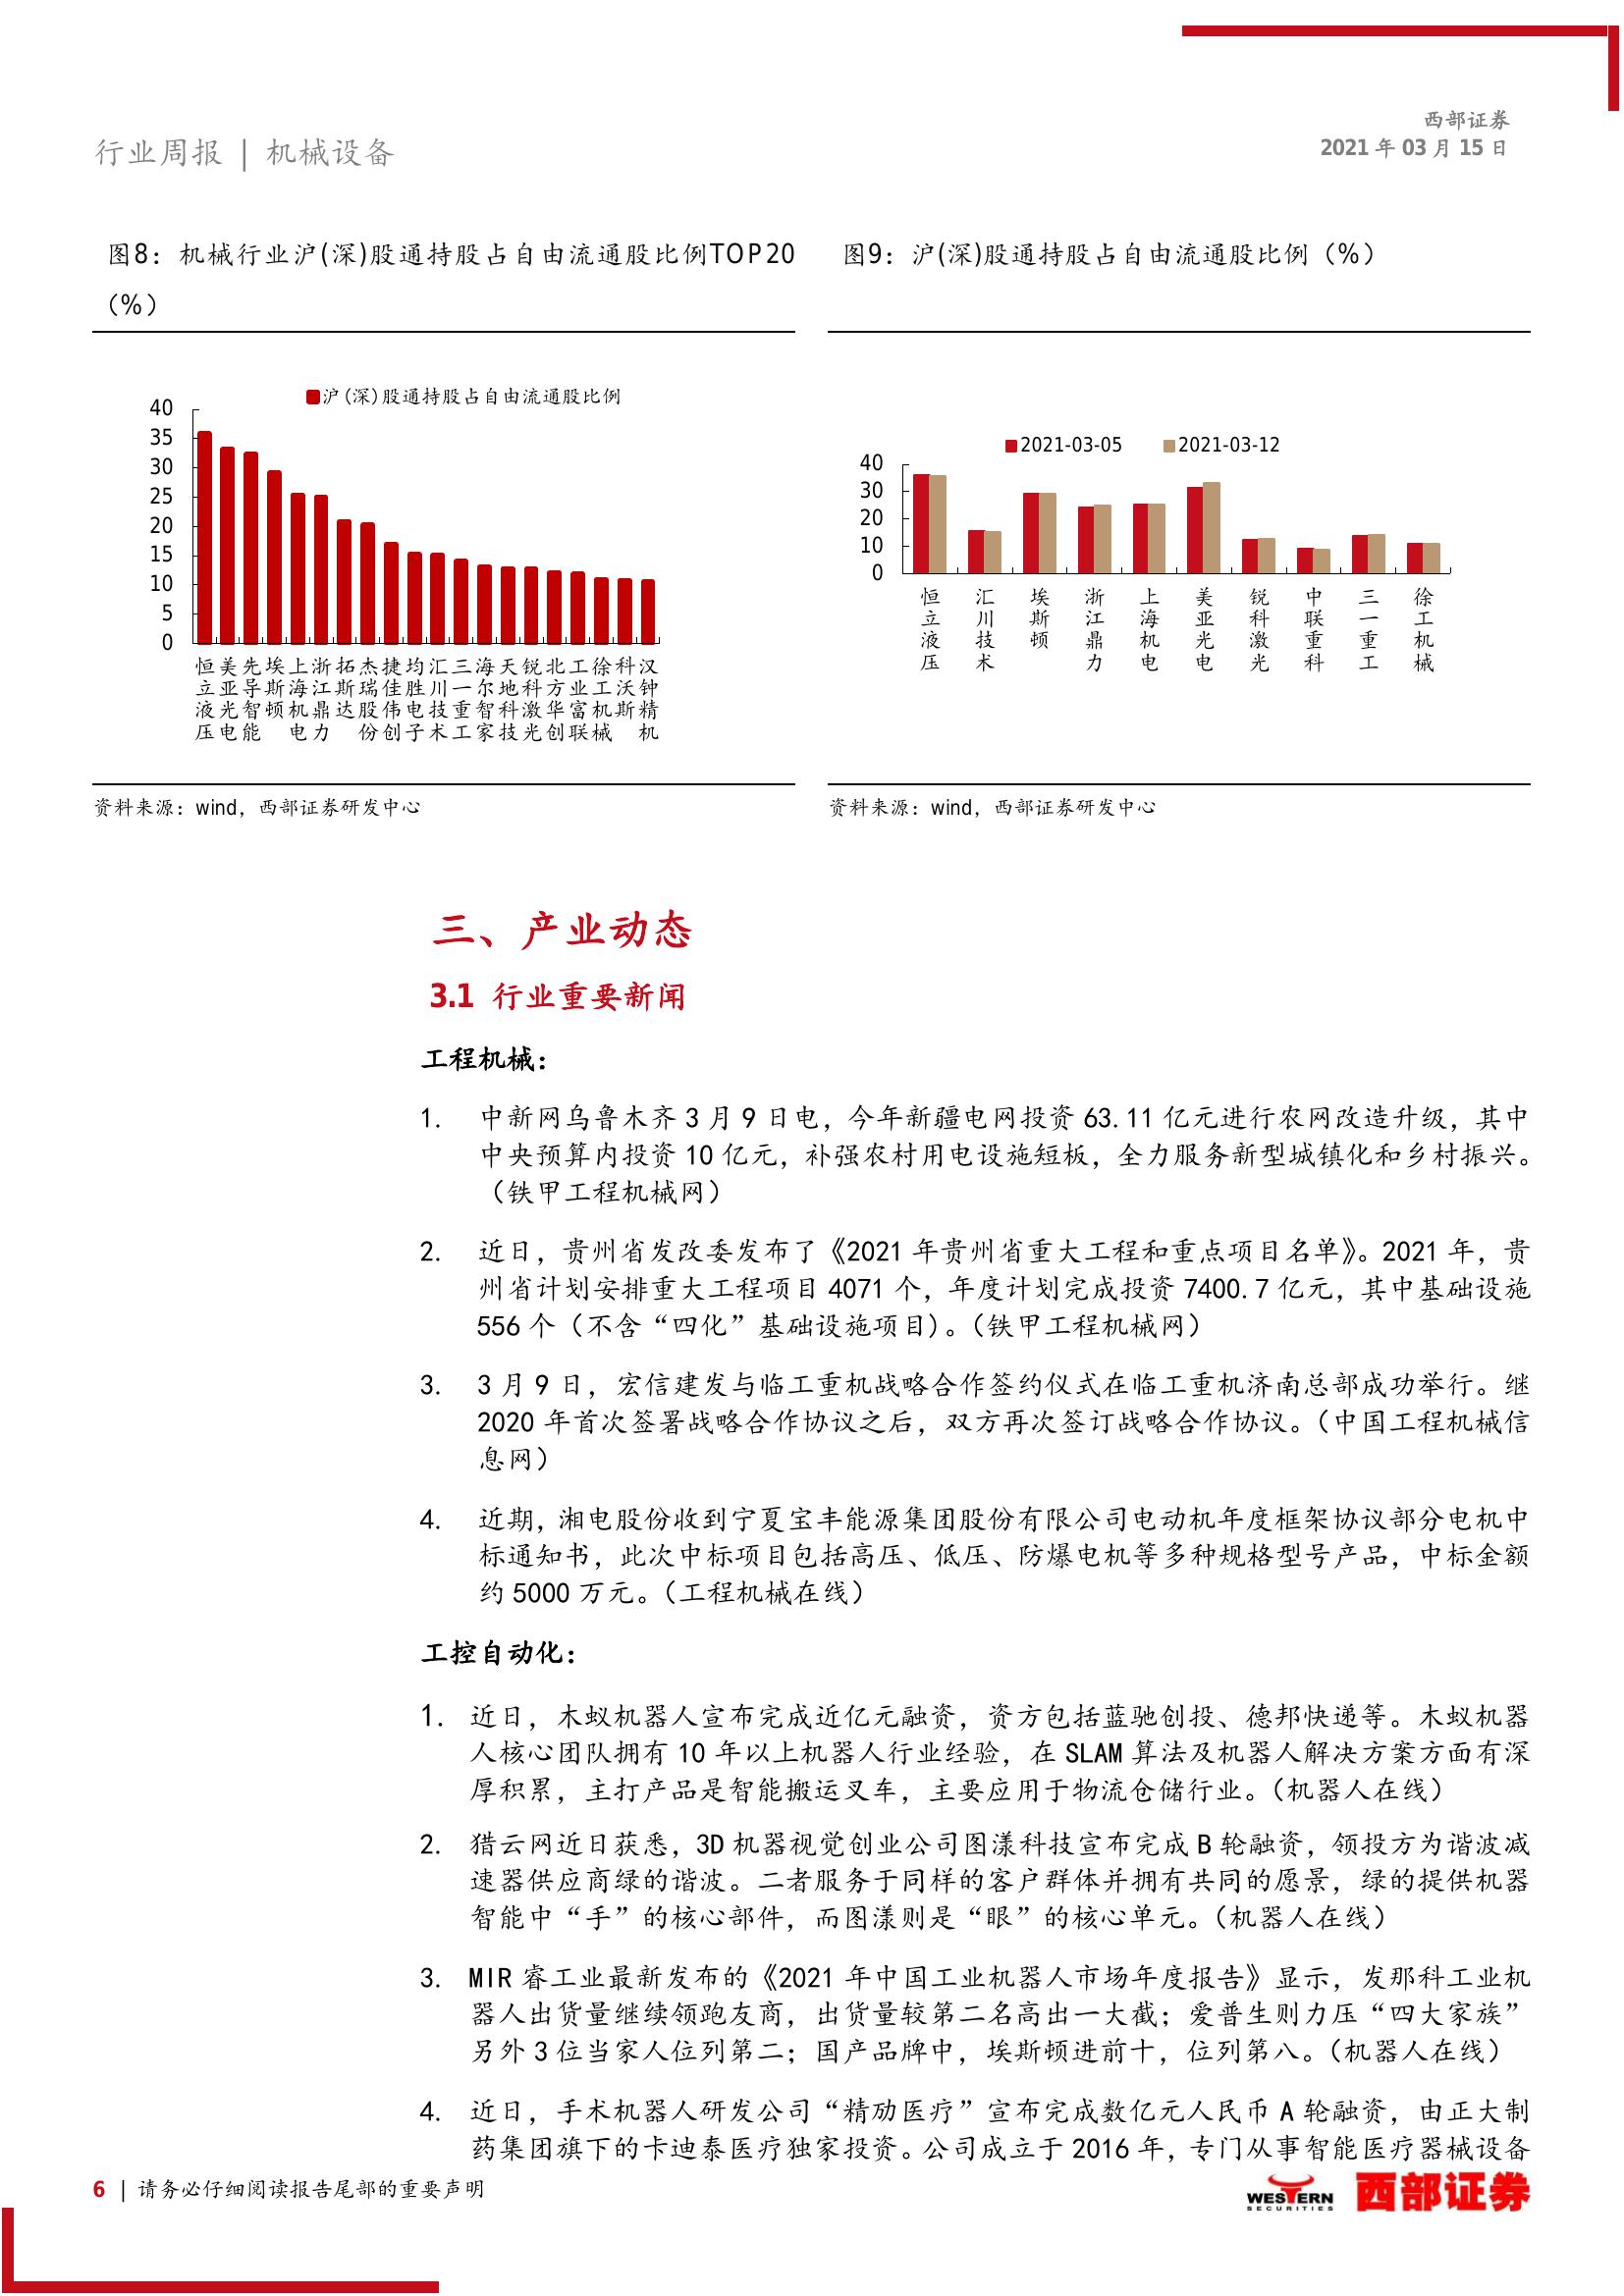 行业周报 | 机械设备
西部证券
2021 年 03 月 15 日
图8：机械行业沪(深)股通持股占自由流通股比例TOP20
（%）
沪(深)股通持股占自由流通股比例
40
35
30
25
20
15
10
5
0
恒立液压
美亚光电
先导智能
埃斯顿
上海机电
浙江鼎力
拓斯达
杰瑞股份
捷佳伟创
均胜电子
汇川技术
三一重工
海尔智家
天地科技
锐科激光
北方华创
工业富联
徐工机械
科沃斯
汉钟精机
资料来源：wind，西部证券研发中心
图9：沪(深)股通持股占自由流通股比例（%）
2021-03-05
2021-03-12
40
30
20
10
0
恒立液压
汇川技术
埃斯顿
浙江鼎力
上海机电
美亚光电
锐科激光
中联重科
三一重工
徐工机械
资料来源：wind，西部证券研发中心
三、产业动态
3.1 行业重要新闻
工程机械：
1. 中新网乌鲁木齐 3 月 9 日电，今年新疆电网投资 63.11 亿元进行农网改造升级，其中
中央预算内投资 10 亿元，补强农村用电设施短板，全力服务新型城镇化和乡村振兴。
（铁甲工程机械网）
2. 近日，贵州省发改委发布了《2021 年贵州省重大工程和重点项目名单》。2021 年，贵
州省计划安排重大工程项目 4071 个，年度计划完成投资 7400.7 亿元，其中基础设施
556 个（不含“四化”基础设施项目）。（铁甲工程机械网）
3. 3 月 9 日，宏信建发与临工重机战略合作签约仪式在临工重机济南总部成功举行。继
2020 年首次签署战略合作协议之后，双方再次签订战略合作协议。（中国工程机械信
息网）
4. 近期，湘电股份收到宁夏宝丰能源集团股份有限公司电动机年度框架协议部分电机中
标通知书，此次中标项目包括高压、低压、防爆电机等多种规格型号产品，中标金额
约 5000 万元。（工程机械在线）
工控自动化：
1. 近日，木蚁机器人宣布完成近亿元融资，资方包括蓝驰创投、德邦快递等。木蚁机器
人核心团队拥有 10 年以上机器人行业经验，在 SLAM 算法及机器人解决方案方面有深
厚积累，主打产品是智能搬运叉车，主要应用于物流仓储行业。（机器人在线）
2. 猎云网近日获悉，3D 机器视觉创业公司图漾科技宣布完成 B 轮融资，领投方为谐波减
速器供应商绿的谐波。二者服务于同样的客户群体并拥有共同的愿景，绿的提供机器
智能中“手”的核心部件，而图漾则是“眼”的核心单元。（机器人在线）
3. MIR 睿工业最新发布的《2021 年中国工业机器人市场年度报告》显示，发那科工业机
器人出货量继续领跑友商，出货量较第二名高出一大截；爱普生则力压“四大家族”
另外 3 位当家人位列第二；国产品牌中，埃斯顿进前十，位列第八。（机器人在线）
4. 近日，手术机器人研发公司“精劢医疗”宣布完成数亿元人民币 A 轮融资，由正大制
药集团旗下的卡迪泰医疗独家投资。公司成立于 2016 年，专门从事智能医疗器械设备
6 | 请务必仔细阅读报告尾部的重要声明
WESTERN
SECURITIES
西部证券